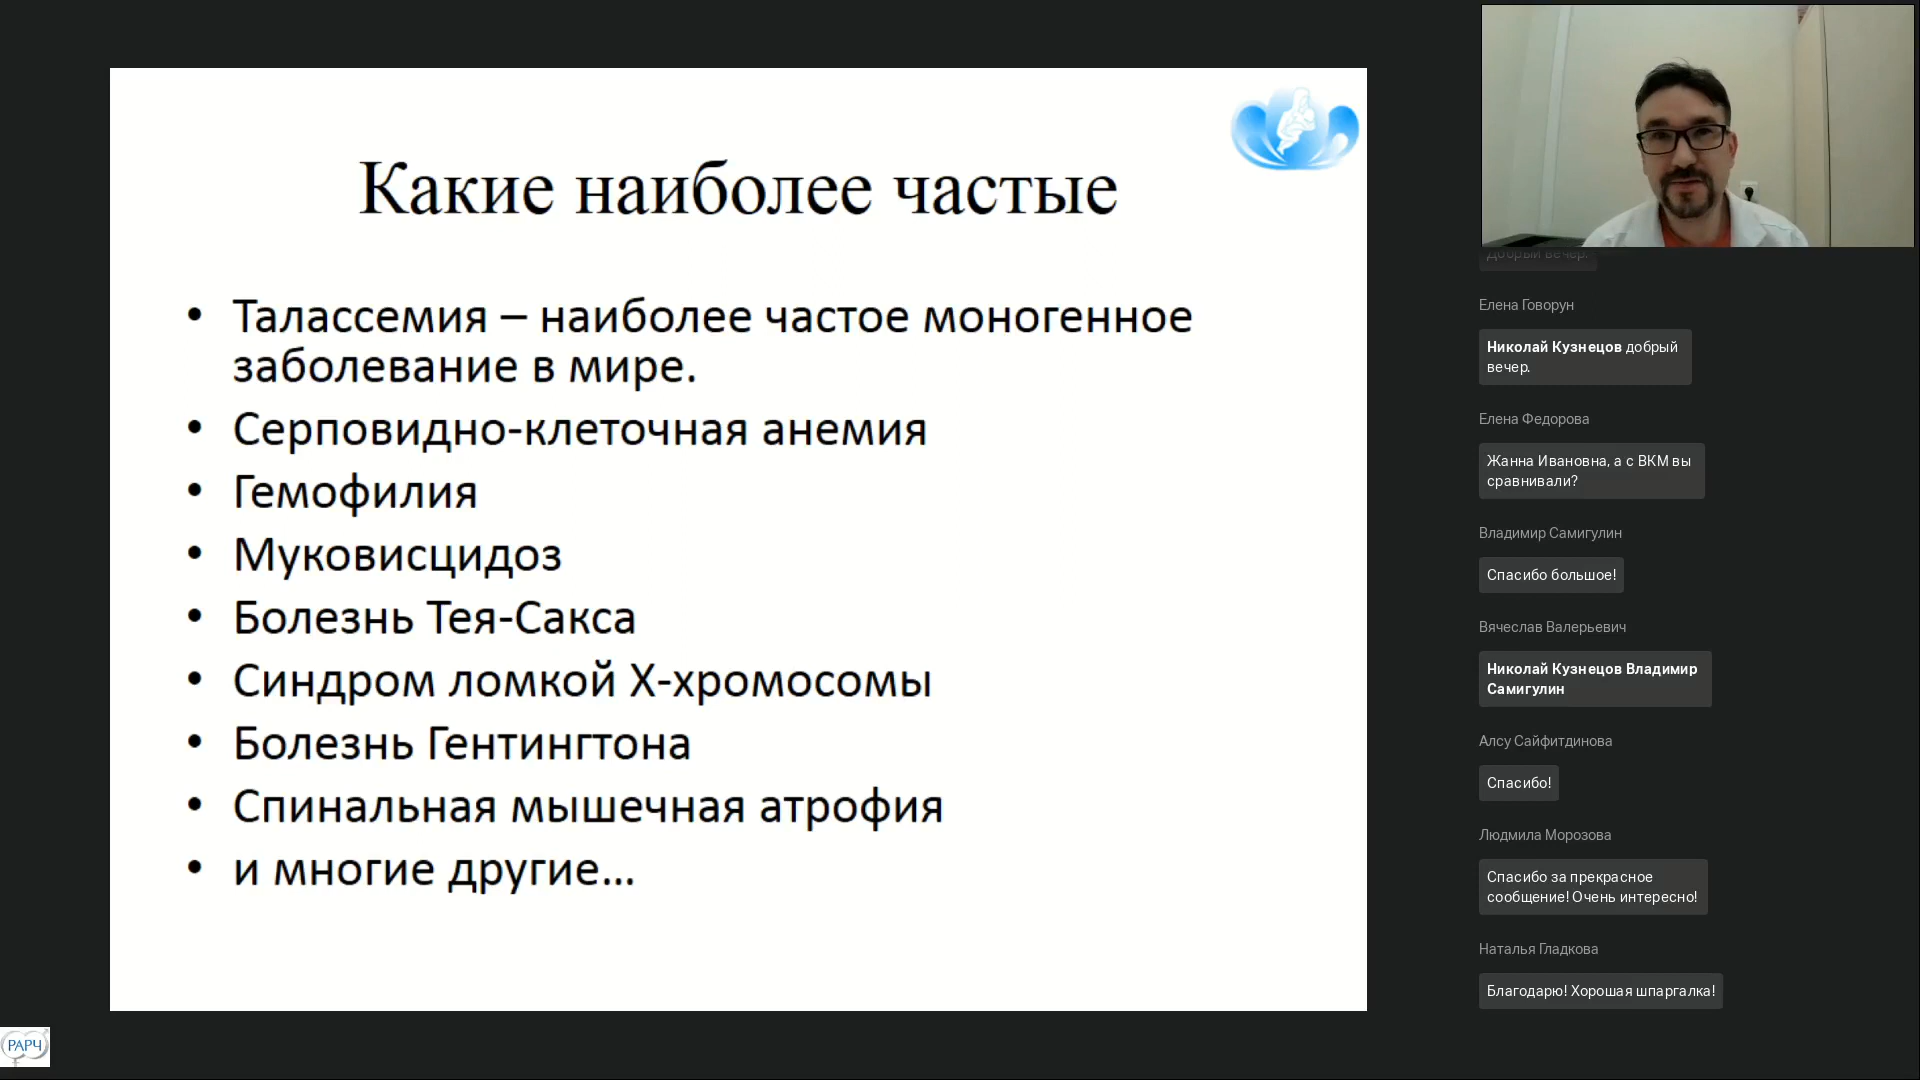 Какие наиболее частые
• Талассемия – наиболее частое моногенное
заболевание в мире.
• Серповидно-клеточная анемия
• Гемофилия
• Муковисцидоз
• Болезнь Тея-Сакса
• Синдром ломкой Х-хромосомы
• Болезнь Гентингтона
• Спинальная мышечная атрофия
• и многие другие...
РАРЧ
Добрый вечер.
Елена Говорун
Николай Кузнецов добрый
вечер.
Елена Федорова
Жанна Ивановна, а с ВКМ вы
сравнивали?
Владимир Самигулин
Спасибо большое!
Вячеслав Валерьевич
Николай Кузнецов Владимир
Самигулин
Алсу Сайфитдинова
Спасибо!
Людмила Морозова
Спасибо за прекрасное
сообщение! Очень интересно!
Наталья Гладкова
Благодарю! Хорошая шпаргалка!